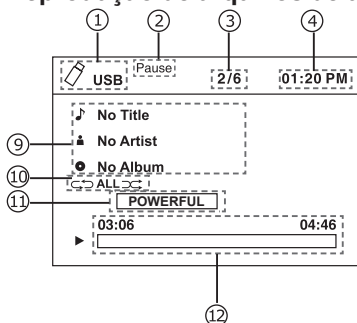 ① ② ③ ④
USB Pause 2/6 01:20 PM
No Title
⑨ No Artist
No Album
⑩ ALL
⑪ POWERFUL
03:06 04:46
⑫